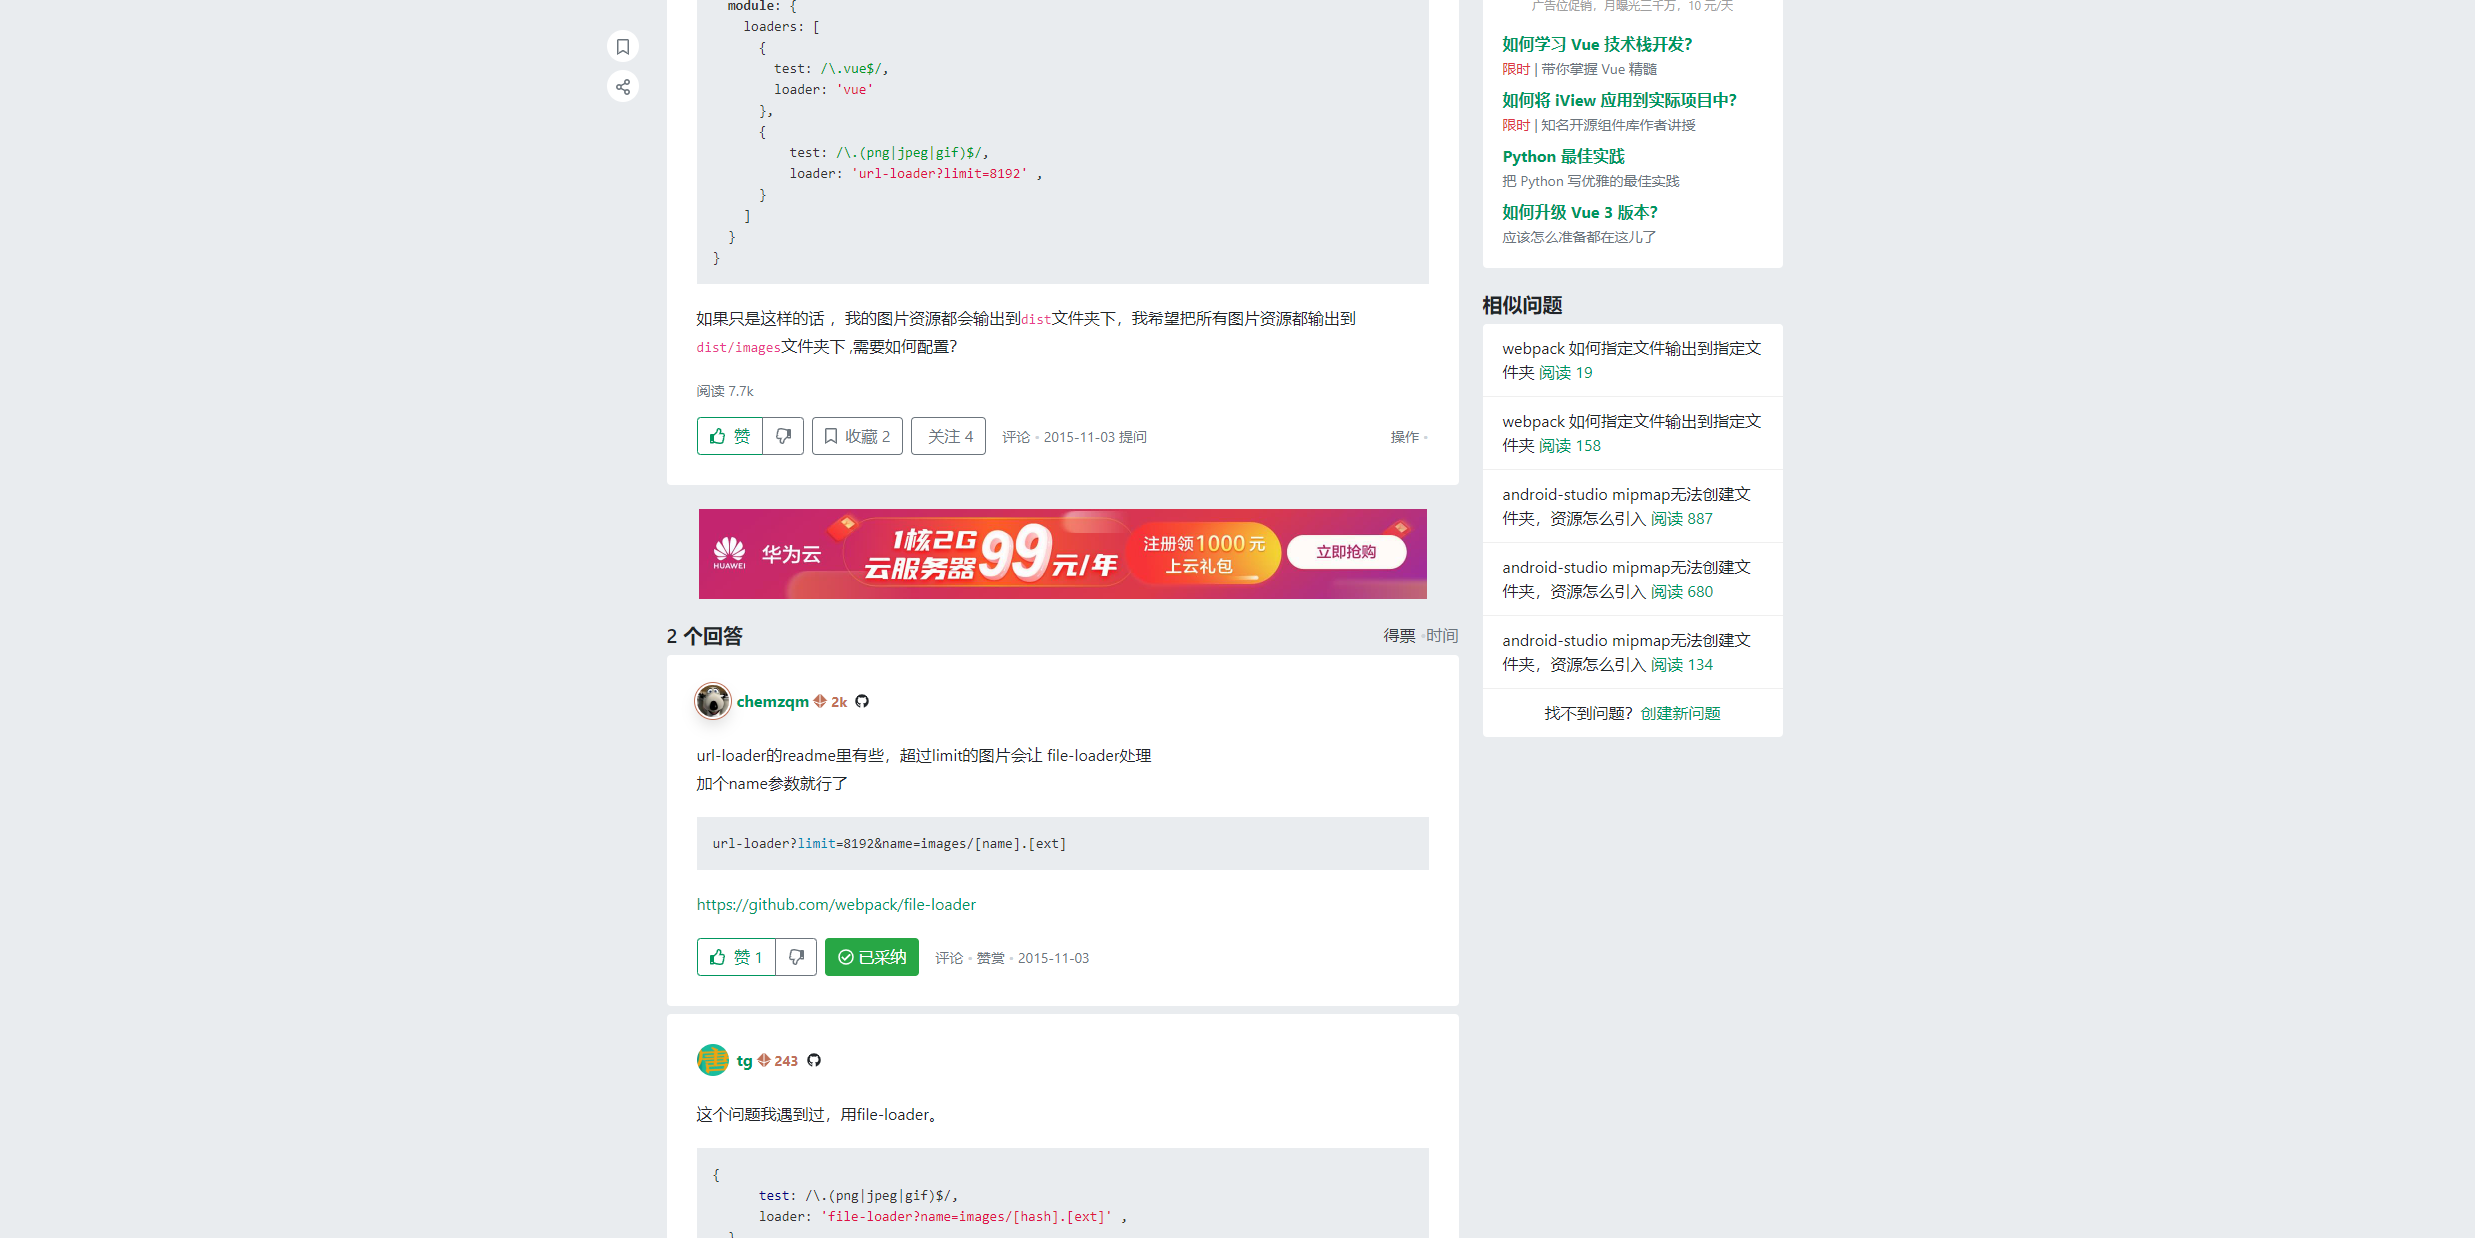 module: {
loaders: [
{
test: /\.vue$/,
loader: 'vue'
},
{
test: /\.(png|jpeg|gif)$/,
loader: 'url-loader?limit=8192' ,
}
]
}
}
如果只是这样的话 ，我的图片资源都会输出到dist文件夹下，我希望把所有图片资源都输出到
dist/images文件夹下 ,需要如何配置？
阅读 7.7k
赞 收藏 2 关注 4 评论 · 2015-11-03 提问 操作
HUAWEI 华为云
1核2G
云服务器99元/年
注册领1000元
上云礼包
立即抢购
2 个回答 得票 · 时间
chemzqm 2k
url-loader的readme里有些，超过limit的图片会让 file-loader处理
加个name参数就行了
url-loader?limit=8192&name=images/[name].[ext]
https://github.com/webpack/file-loader
赞 1 已采纳 评论 · 赞赏 · 2015-11-03
唐
tg 243
这个问题我遇到过，用file-loader。
{
test: /\.(png|jpeg|gif)$/,
loader: 'file-loader?name=images/[hash].[ext]' ,
}
广告位促销，月曝光三千万，10 元/天
如何学习 Vue 技术栈开发？
限时 | 带你掌握 Vue 精髓
如何将 iView 应用到实际项目中？
限时 | 知名开源组件库作者讲授
Python 最佳实践
把 Python 写优雅的最佳实践
如何升级 Vue 3 版本？
应该怎么准备都在这儿了
相似问题
webpack 如何指定文件输出到指定文
件夹 阅读 19
webpack 如何指定文件输出到指定文
件夹 阅读 158
android-studio mipmap无法创建文
件夹，资源怎么引入 阅读 887
android-studio mipmap无法创建文
件夹，资源怎么引入 阅读 680
android-studio mipmap无法创建文
件夹，资源怎么引入 阅读 134
找不到问题？创建新问题